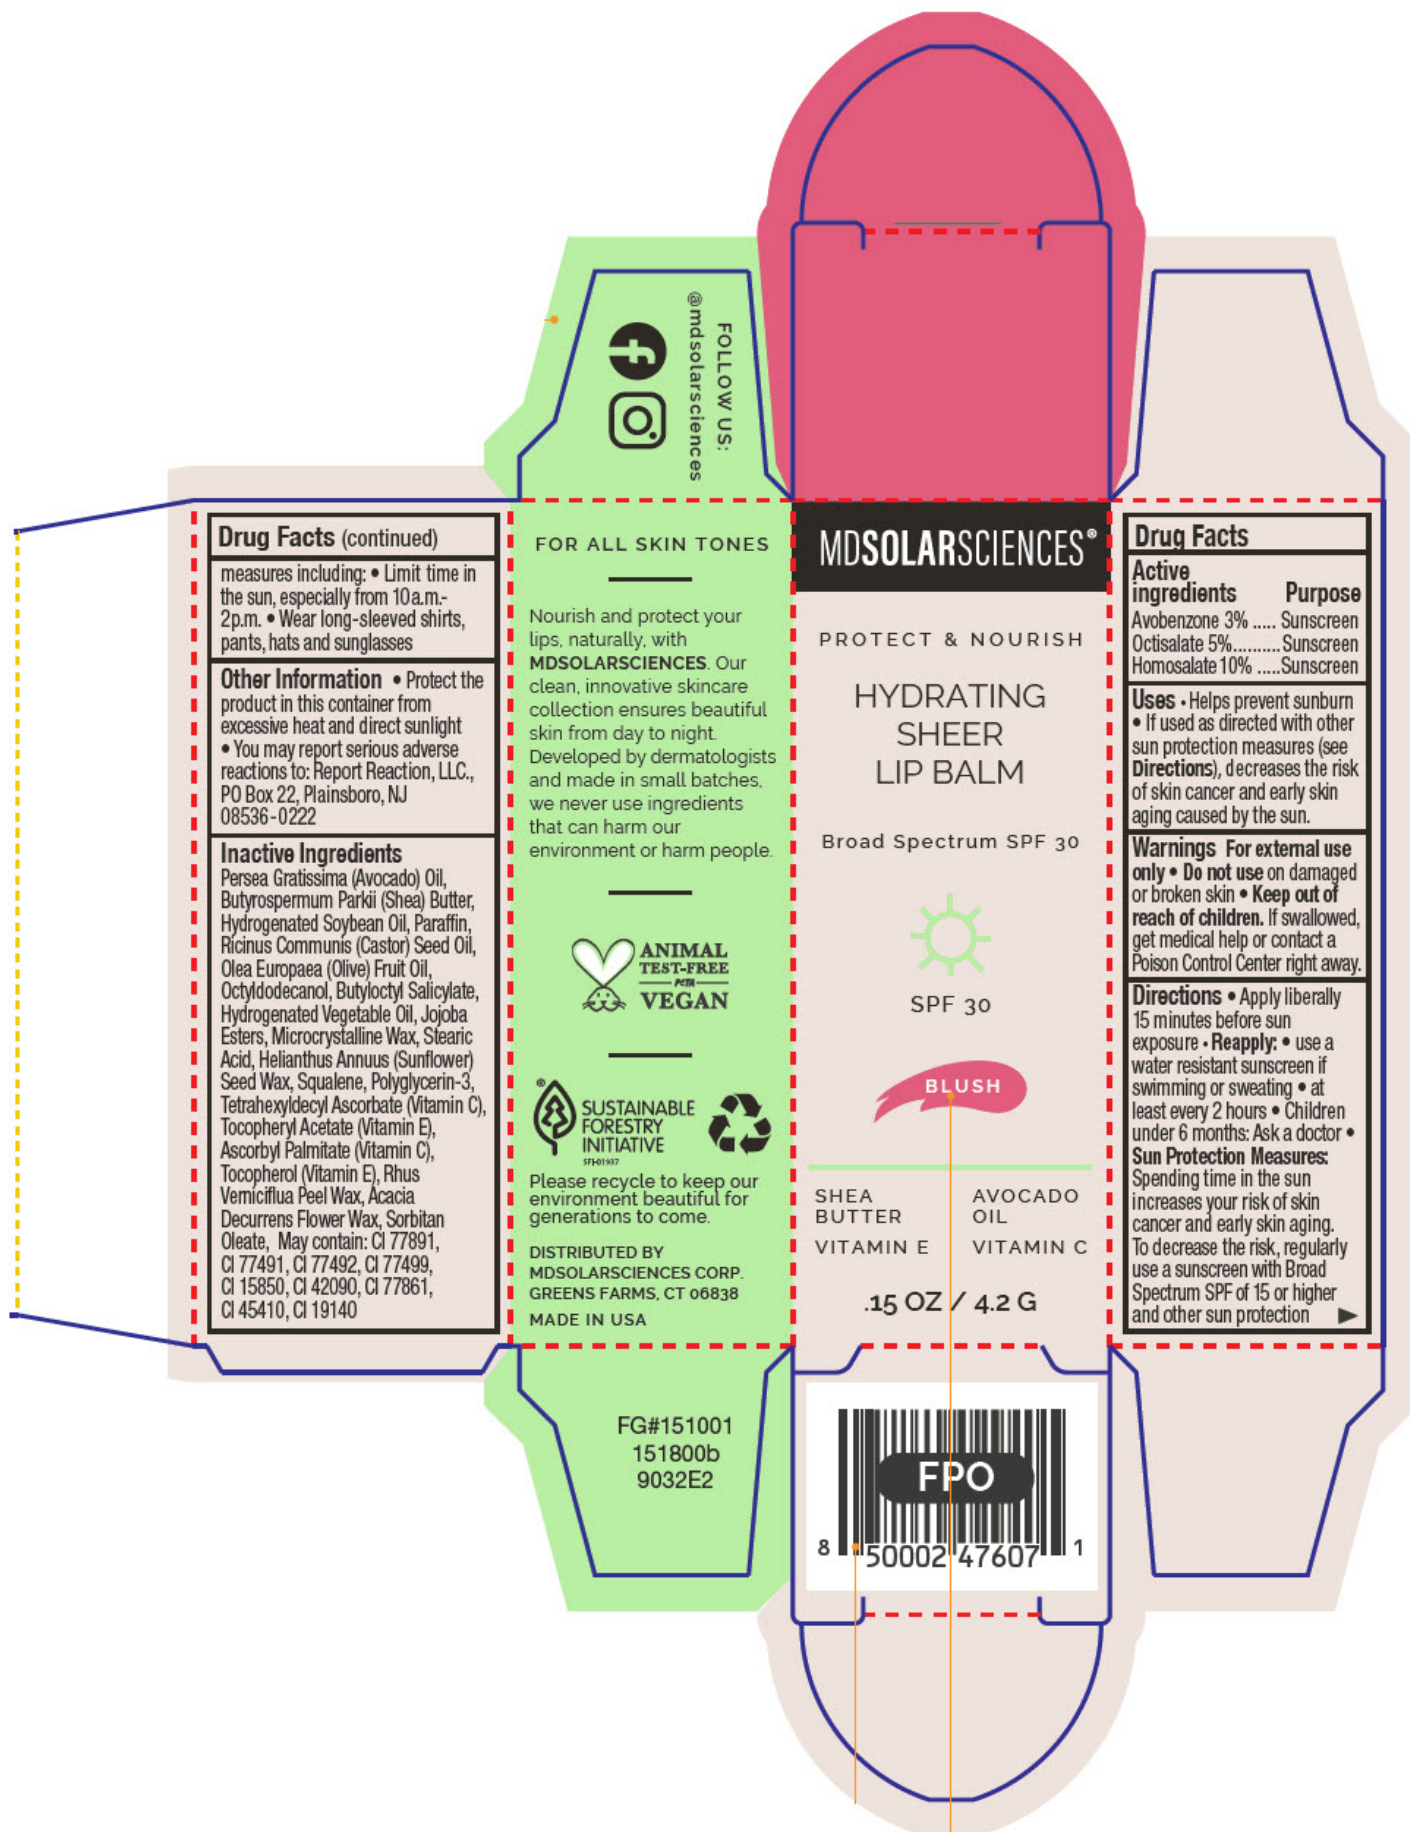 FOLLOW US:
@mdsolarsciences
Drug Facts (continued)
measures including: • Limit time in
the sun, especially from 10a.m.-
2p.m. • Wear long-sleeved shirts,
pants, hats and sunglasses
Other Information • Protect the
product in this container from
excessive heat and direct sunlight
• You may report serious adverse
reactions to: Report Reaction, LLC.,
PO Box 22, Plainsboro, NJ
08536-0222
Inactive Ingredients
Persea Gratissima (Avocado) Oil,
Butyrospermum Parkii (Shea) Butter,
Hydrogenated Soybean Oil, Paraffin,
Ricinus Communis (Castor) Seed Oil,
Olea Europaea (Olive) Fruit Oil,
Octyldodecanol, Butyloctyl Salicylate,
Hydrogenated Vegetable Oil, Jojoba
Esters, Microcrystalline Wax, Stearic
Acid, Helianthus Annuus (Sunflower)
Seed Wax, Squalene, Polyglycerin-3,
Tetrahexyldecyl Ascorbate (Vitamin C),
Tocopheryl Acetate (Vitamin E),
Ascorbyl Palmitate (Vitamin C),
Tocopherol (Vitamin E), Rhus
Verniciflua Peel Wax, Acacia
Decurrens Flower Wax, Sorbitan
Oleate, May contain: CI 77891,
CI 77491, CI 77492, CI 77499,
CI 15850, CI 42090, CI 77861,
CI 45410, CI 19140
FOR ALL SKIN TONES
Nourish and protect your
lips, naturally, with
MDSOLARSCIENCES. Our
clean, innovative skincare
collection ensures beautiful
skin from day to night.
Developed by dermatologists
and made in small batches,
we never use ingredients
that can harm our
environment or harm people.
ANIMAL
TEST-FREE
PETA
VEGAN
®
SUSTAINABLE
FORESTRY
INITIATIVE
SFI-01937
Please recycle to keep our
environment beautiful for
generations to come.
DISTRIBUTED BY
MDSOLARSCIENCES CORP.
GREENS FARMS, CT 06838
MADE IN USA
FG#151001
151800b
9032E2
MDSOLARSCIENCES®
PROTECT & NOURISH
HYDRATING
SHEER
LIP BALM
Broad Spectrum SPF 30
SPF 30
BLUSH
SHEA
BUTTER
VITAMIN E
AVOCADO
OIL
VITAMIN C
.15 OZ / 4.2 G
FPO
8 50002 47607 1
Drug Facts
Active
ingredients Purpose
Avobenzone 3% ..... Sunscreen
Octisalate 5%.......... Sunscreen
Homosalate 10% ..... Sunscreen
Uses • Helps prevent sunburn
• If used as directed with other
sun protection measures (see
Directions), decreases the risk
of skin cancer and early skin
aging caused by the sun.
Warnings For external use
only • Do not use on damaged
or broken skin • Keep out of
reach of children. If swallowed,
get medical help or contact a
Poison Control Center right away.
Directions • Apply liberally
15 minutes before sun
exposure • Reapply: • use a
water resistant sunscreen if
swimming or sweating • at
least every 2 hours • Children
under 6 months: Ask a doctor •
Sun Protection Measures:
Spending time in the sun
increases your risk of skin
cancer and early skin aging.
To decrease the risk, regularly
use a sunscreen with Broad
Spectrum SPF of 15 or higher
and other sun protection